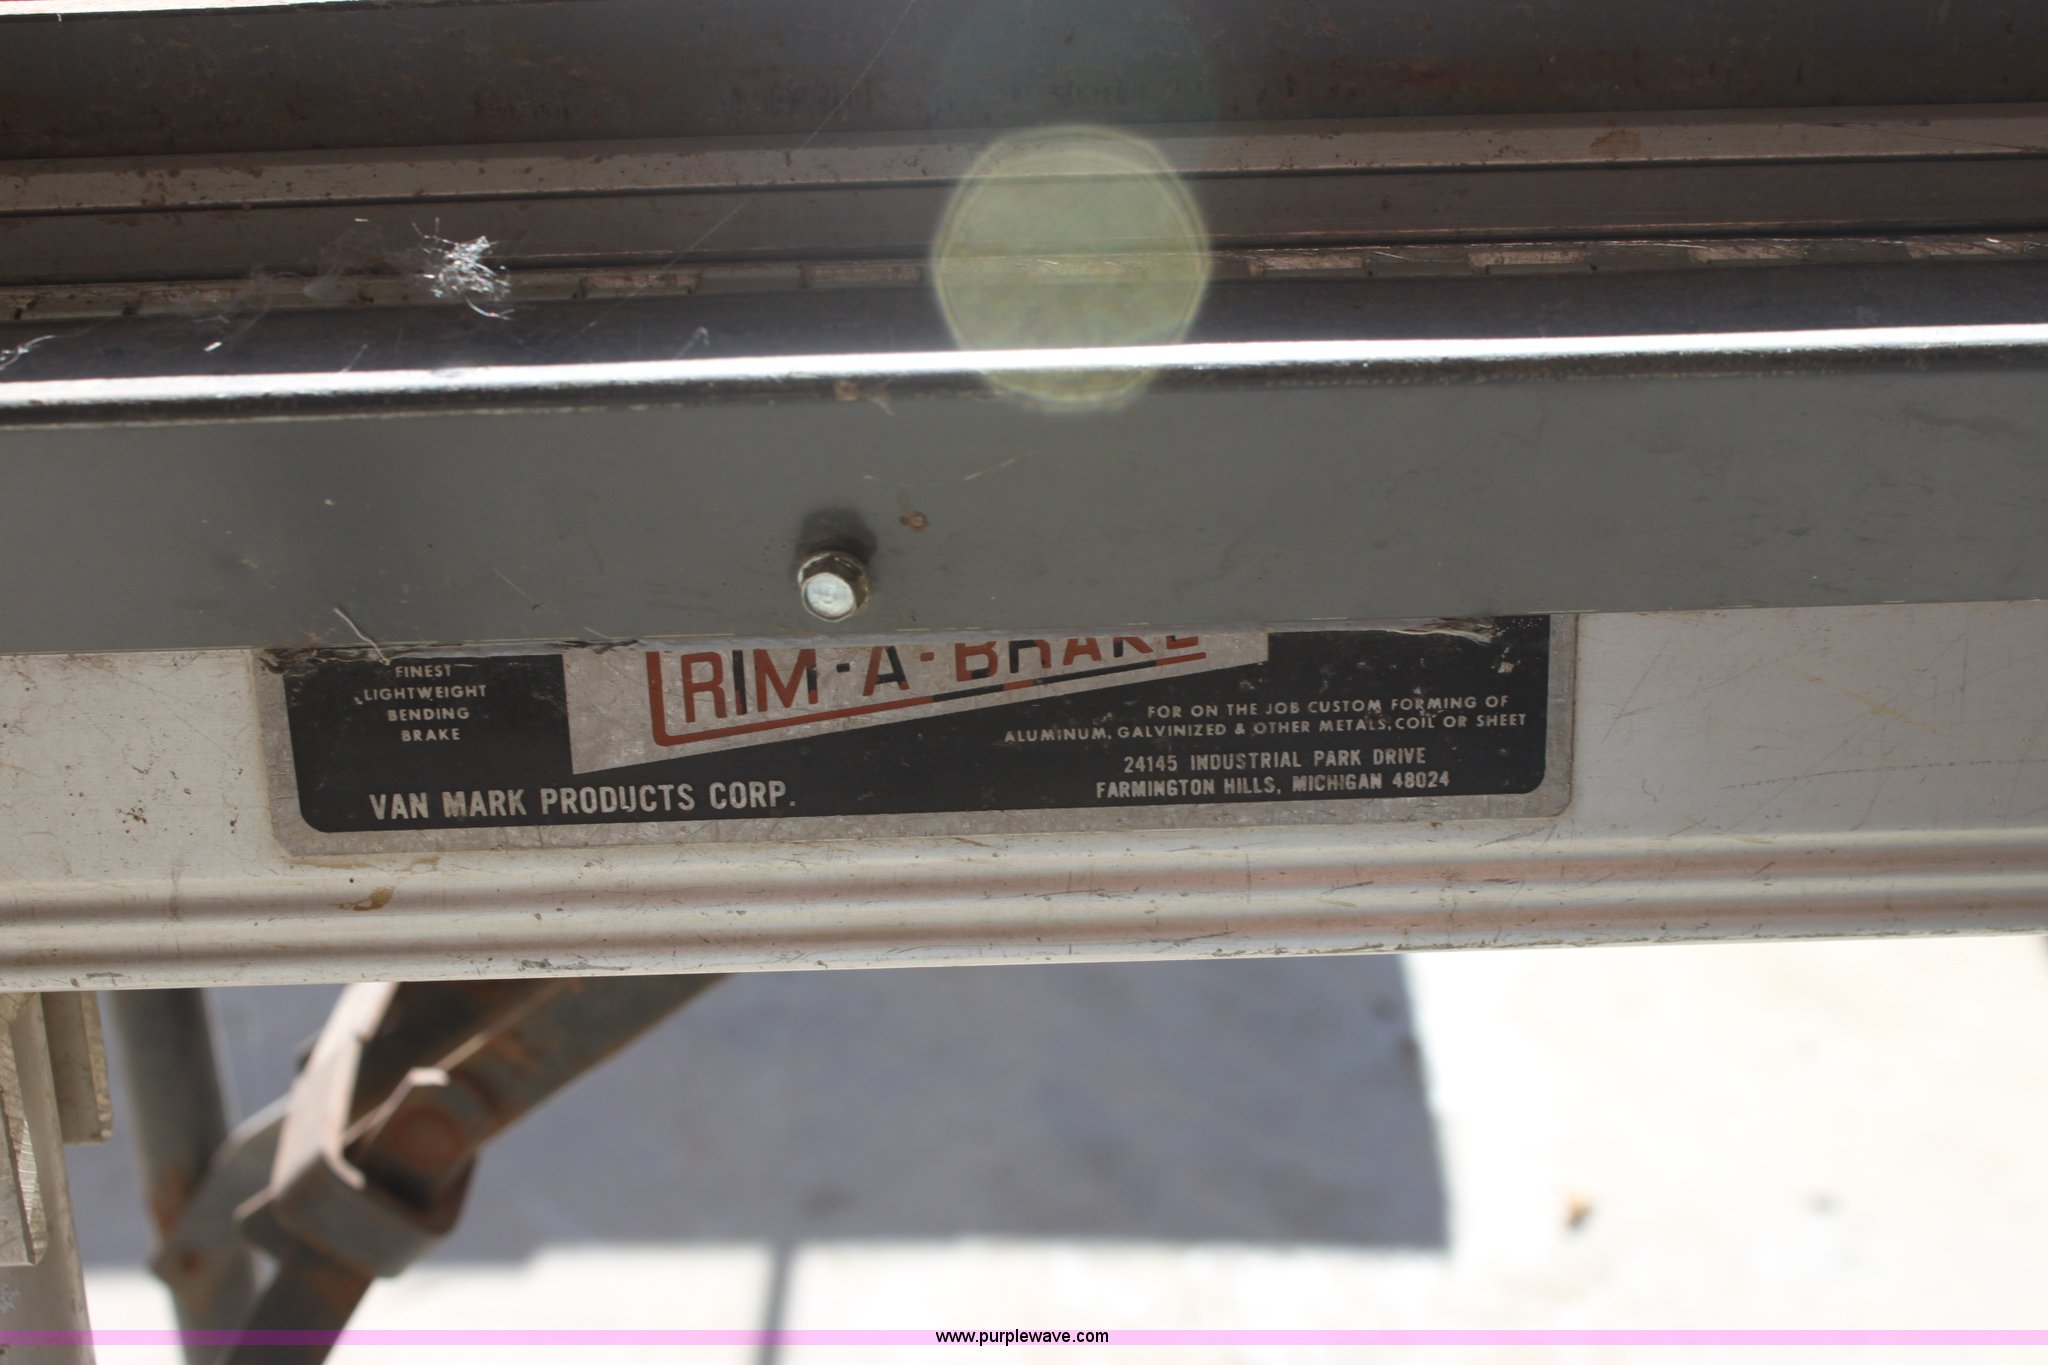 FINEST
LIGHTWEIGHT
BENDING
BRAKE
TRIM-A-BRAKE
VAN MARK PRODUCTS CORP.
FOR ON THE JOB CUSTOM FORMING OF
ALUMINUM, GALVINIZED & OTHER METALS, COIL OR SHEET
24145 INDUSTRIAL PARK DRIVE
FARMINGTON HILLS, MICHIGAN 48024
www.purplewave.com